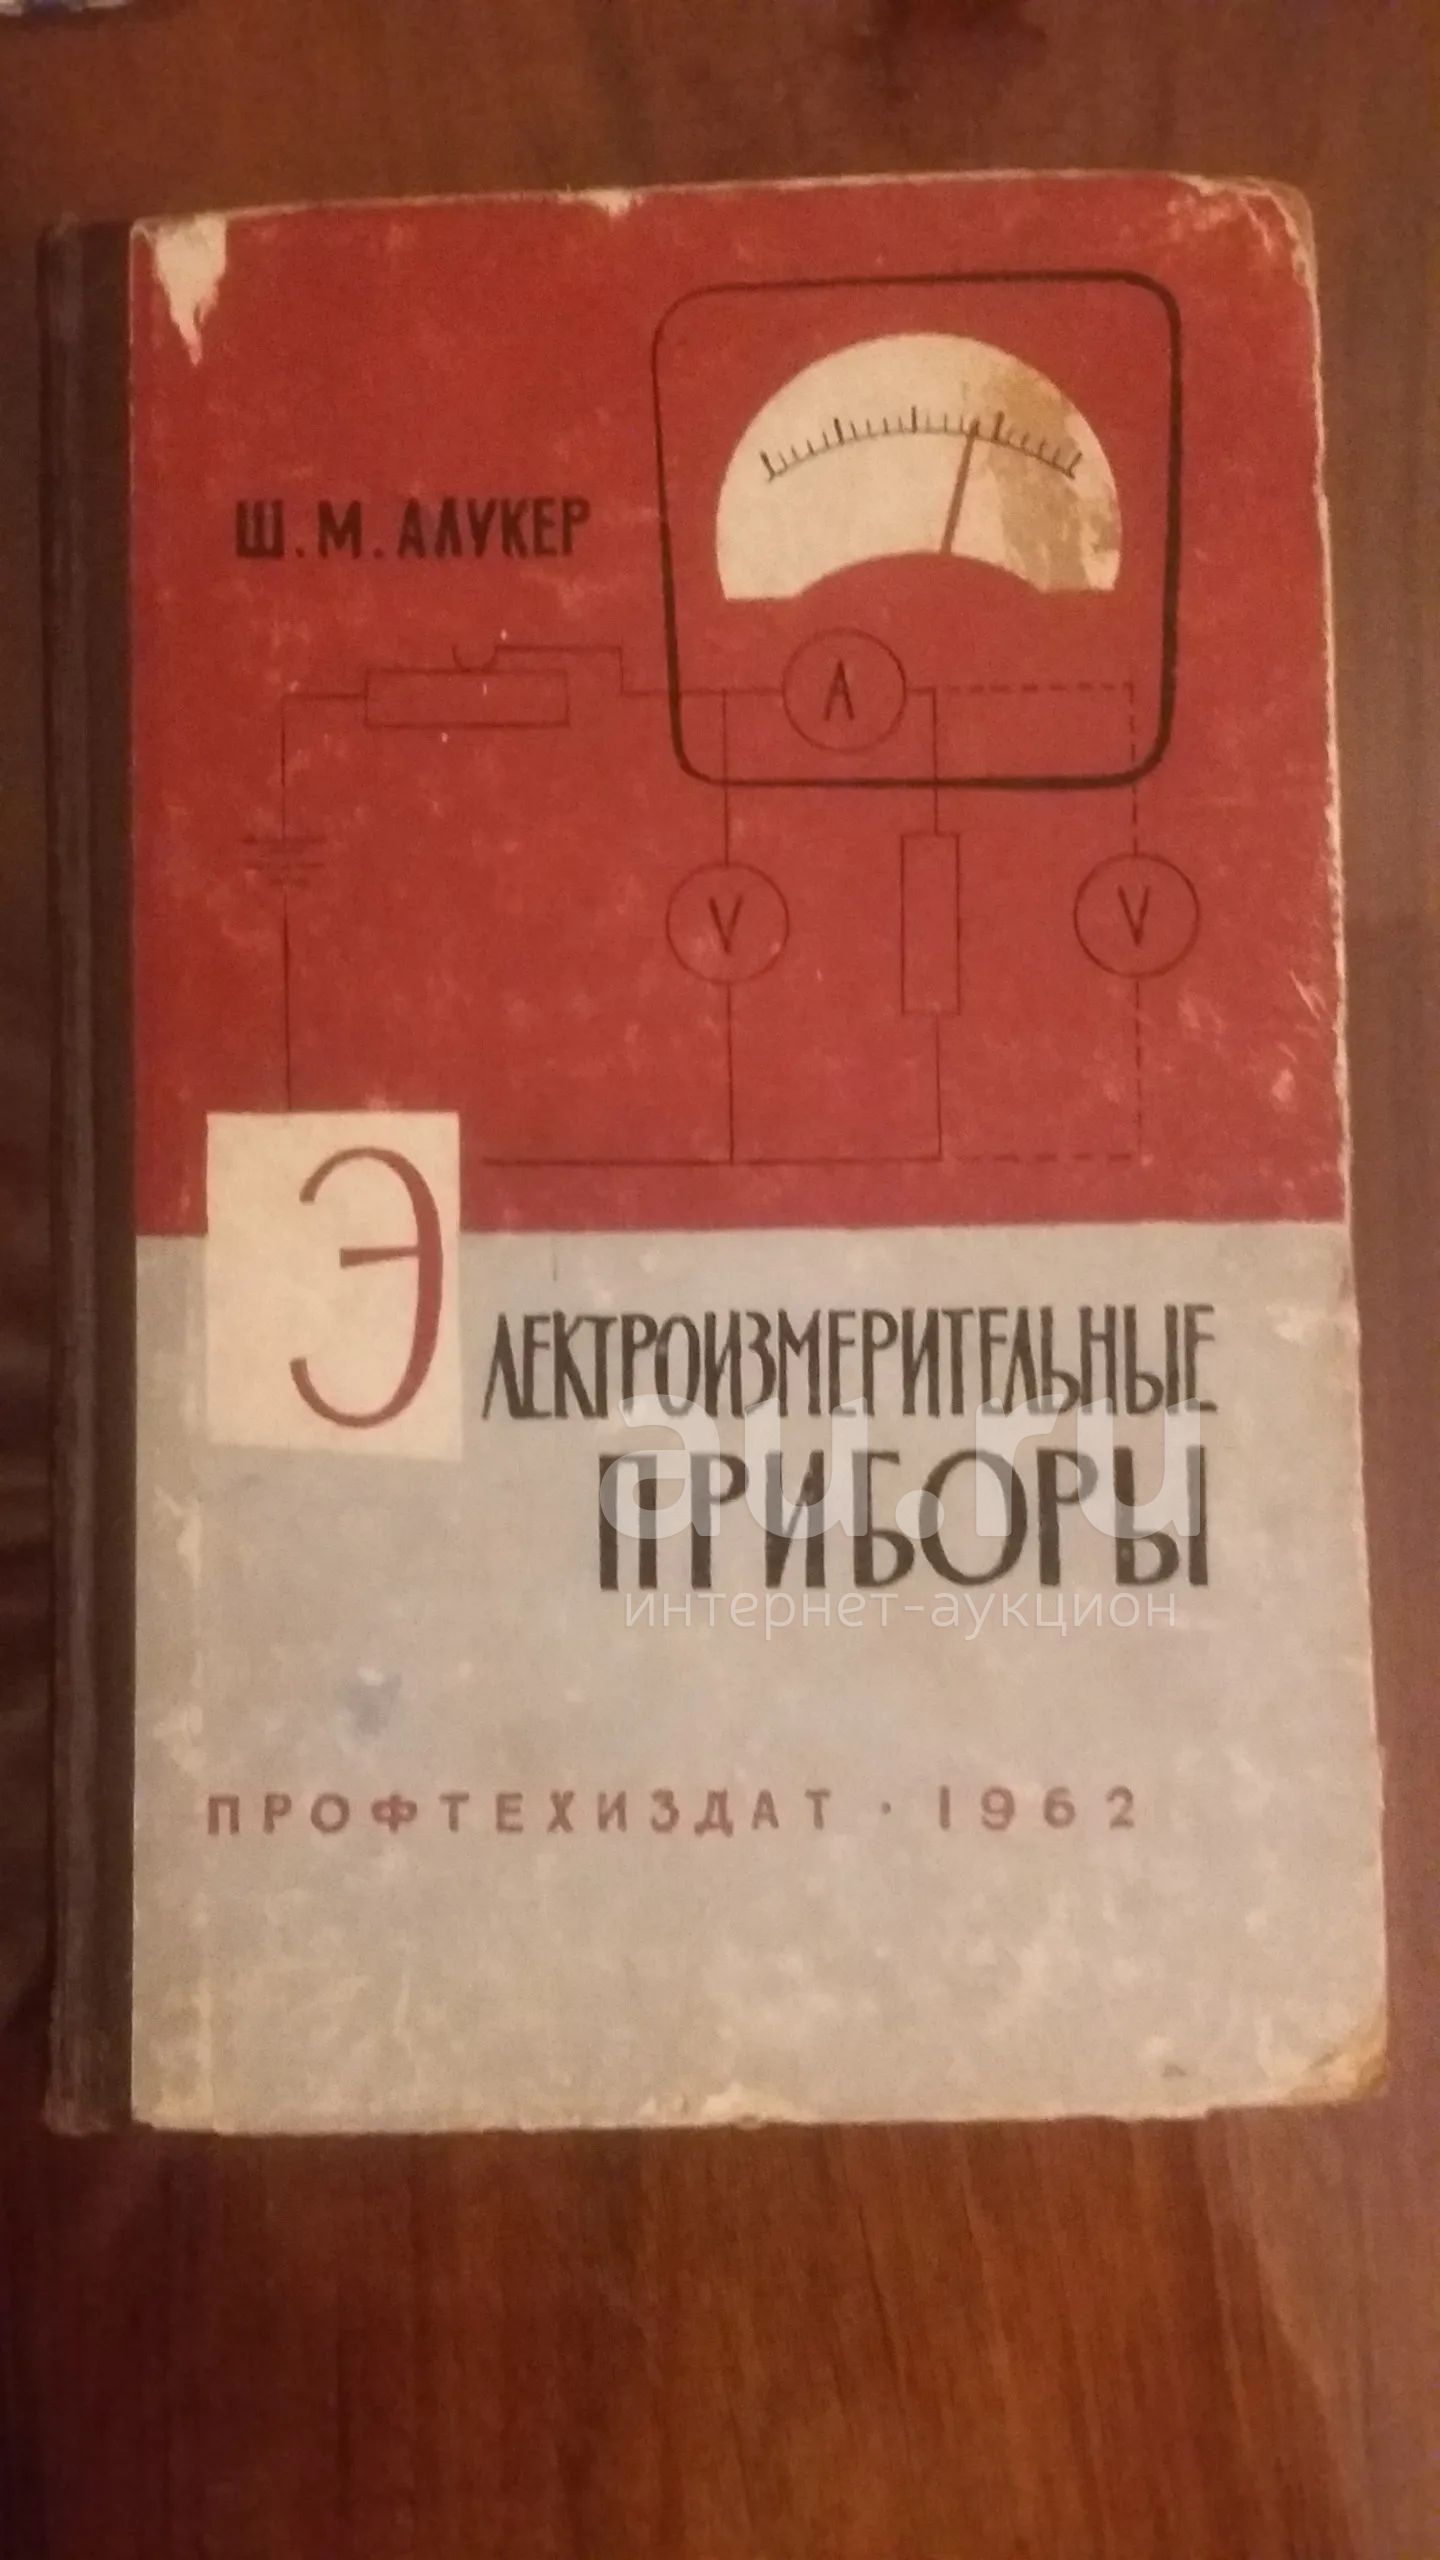 Ш. М. АЛУКЕР
A
V
V
ЭЛЕКТРОИЗМЕРИТЕЛЬНЫЕ
ПРИБОРЫ
au.ru
интернет-аукцион
ПРОФТЕХИЗДАТ · 1962